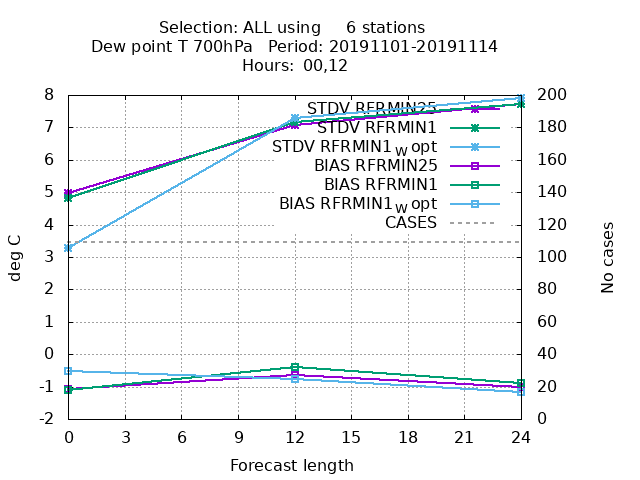 Selection: ALL using 6 stations
Dew point T 700hPa Period: 20191101-20191114
Hours: 00,12
8 200
STDV RFRMIN25
7 STDV RFRMIN1 180
STDV RFRMIN1W opt
6 BIAS RFRMIN25 160
5 BIAS RFRMIN1 140
BIAS RFRMIN1W opt
4 CASES 120
3 100
2 80
1 60
0 40
-1 20
-2 0
deg C
No cases
0 3 6 9 12 15 18 21 24
Forecast length